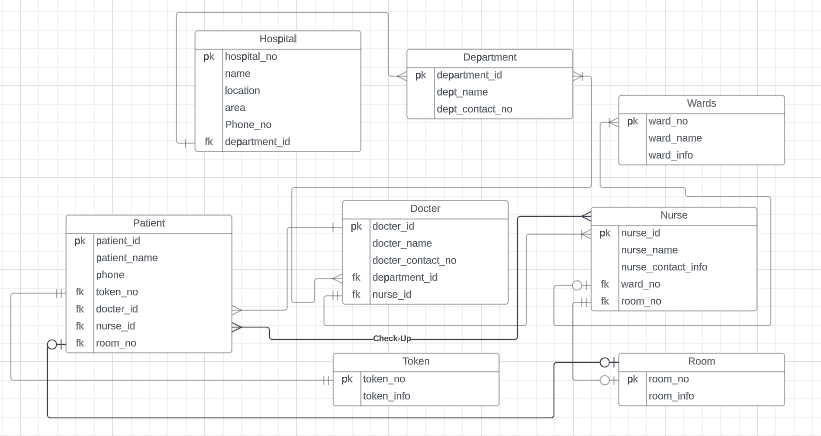 Hospital
pk hospital_no
name
location
area
Phone_no
fk department_id
Department
pk department_id
dept_name
dept_contact_no
Wards
pk ward_no
ward_name
ward_info
Patient
pk patient_id
patient_name
phone
fk token_no
fk docter_id
fk nurse_id
fk room_no
Docter
pk docter_id
docter_name
docter_contact_no
fk department_id
fk nurse_id
Nurse
pk nurse_id
nurse_name
nurse_contact_info
fk ward_no
fk room_no
Check-Up
Token
pk token_no
token_info
Room
pk room_no
room_info